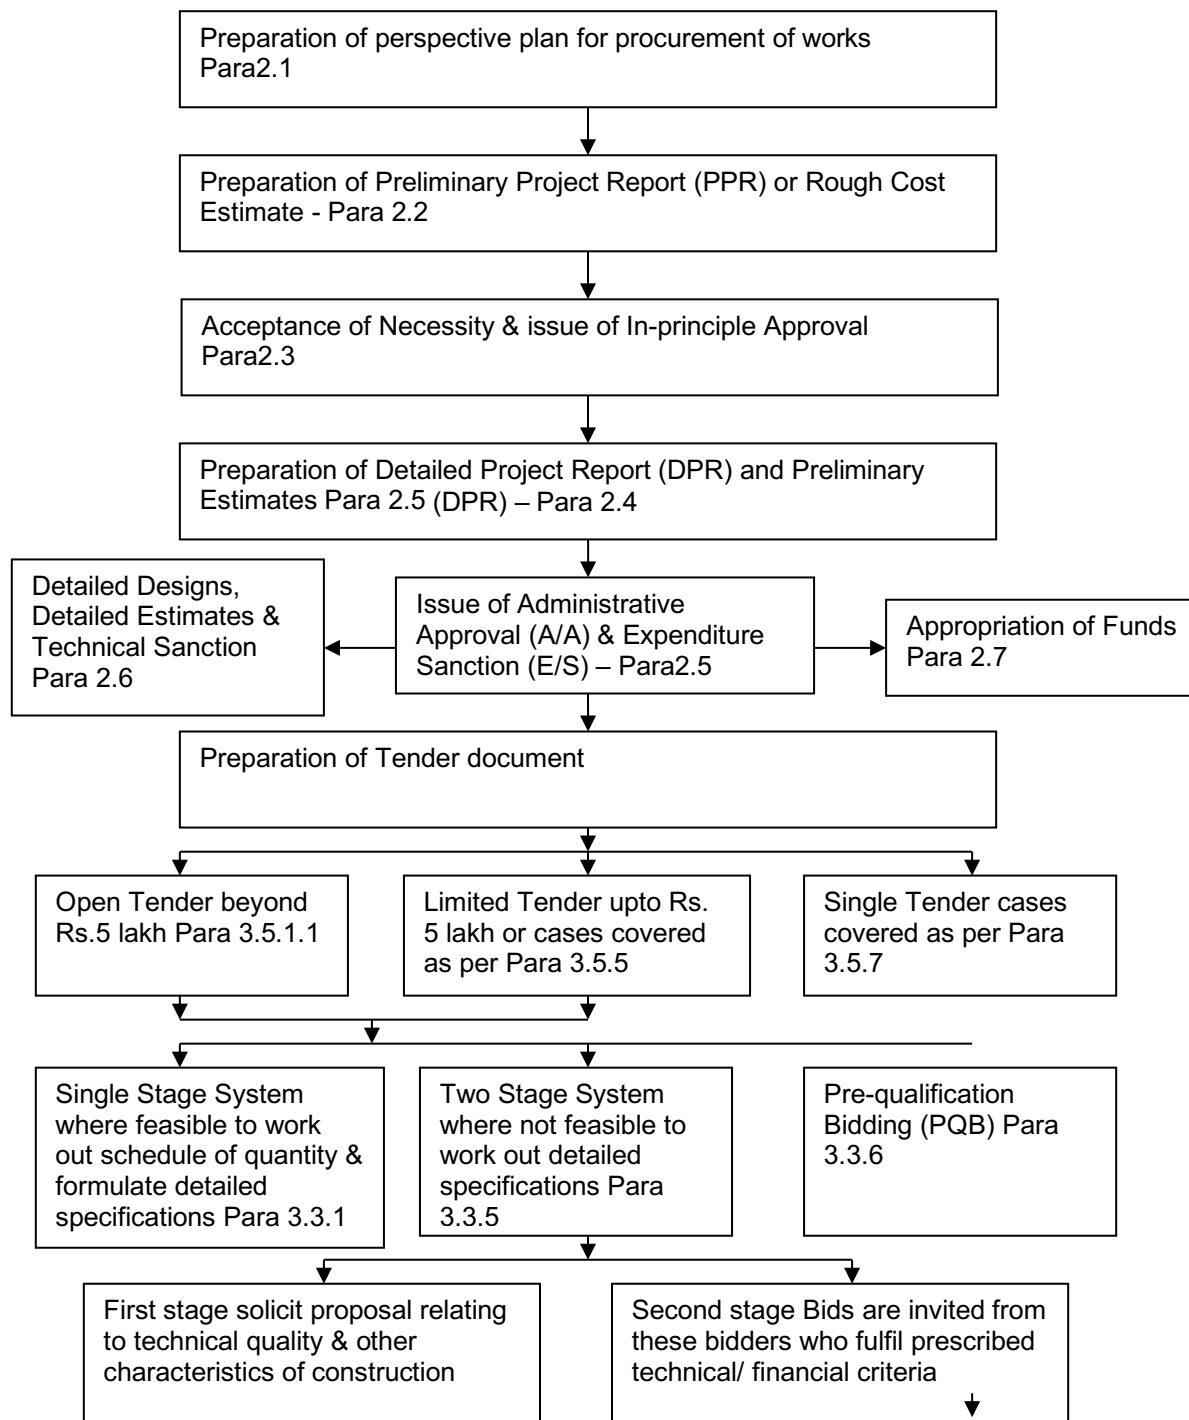 Preparation of perspective plan for procurement of works
Para2.1
Preparation of Preliminary Project Report (PPR) or Rough Cost
Estimate - Para 2.2
Acceptance of Necessity & issue of In-principle Approval
Para2.3
Preparation of Detailed Project Report (DPR) and Preliminary
Estimates Para 2.5 (DPR) – Para 2.4
Detailed Designs,
Detailed Estimates &
Technical Sanction
Para 2.6
Issue of Administrative
Approval (A/A) & Expenditure
Sanction (E/S) – Para2.5
Appropriation of Funds
Para 2.7
Preparation of Tender document
Open Tender beyond
Rs.5 lakh Para 3.5.1.1
Limited Tender upto Rs.
5 lakh or cases covered
as per Para 3.5.5
Single Tender cases
covered as per Para
3.5.7
Single Stage System
where feasible to work
out schedule of quantity &
formulate detailed
specifications Para 3.3.1
Two Stage System
where not feasible to
work out detailed
specifications Para
3.3.5
Pre-qualification
Bidding (PQB) Para
3.3.6
First stage solicit proposal relating
to technical quality & other
characteristics of construction
Second stage Bids are invited from
these bidders who fulfil prescribed
technical/ financial criteria